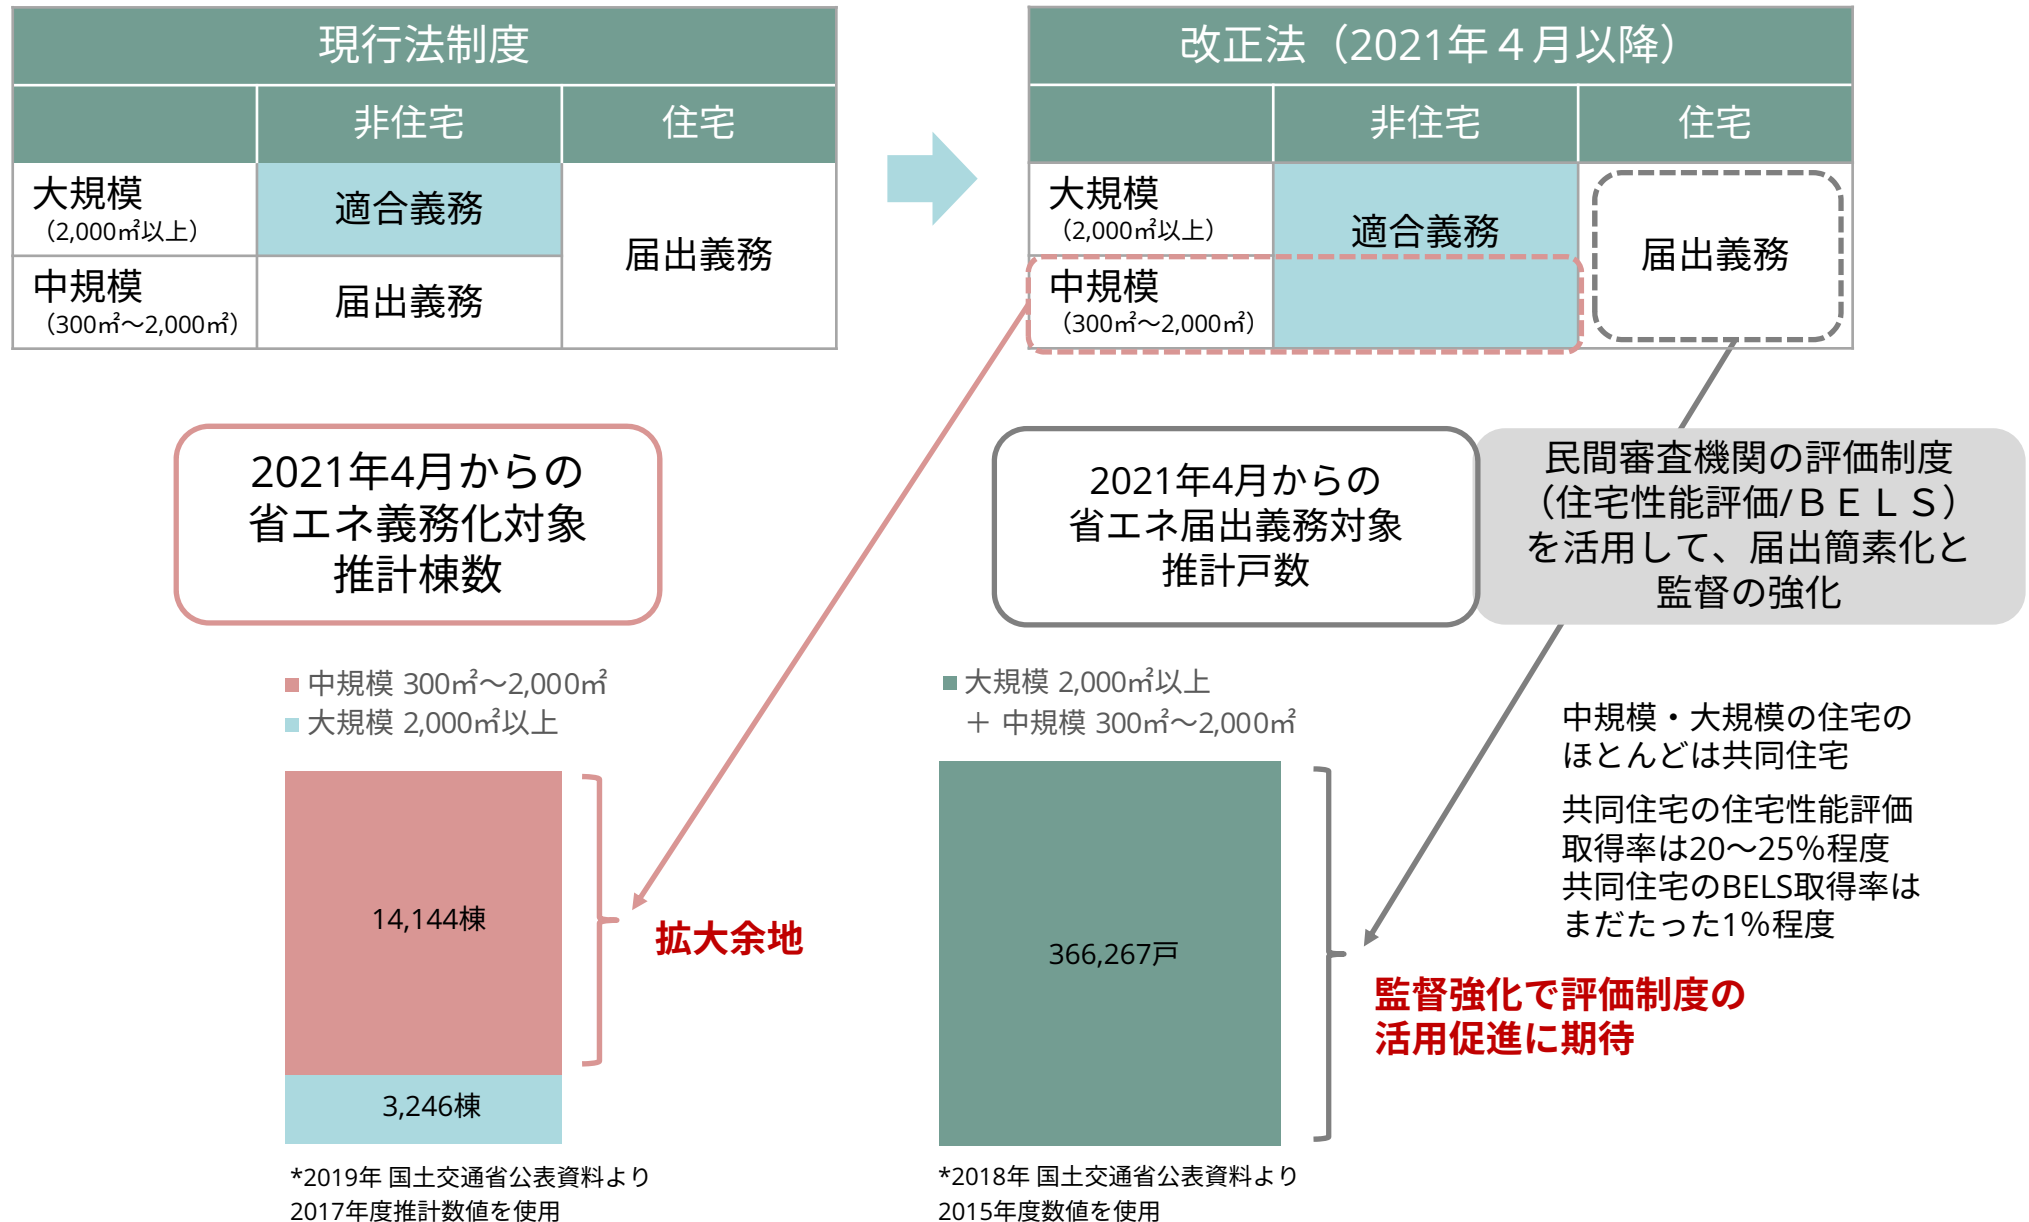 現行法制度
非住宅
住宅
大規模
（2,000㎡以上）
適合義務
届出義務
中規模
（300㎡～2,000㎡）
届出義務
改正法（2021年４月以降）
非住宅
住宅
大規模
（2,000㎡以上）
適合義務
届出義務
中規模
（300㎡～2,000㎡）
2021年4月からの
省エネ義務化対象
推計棟数
2021年4月からの
省エネ届出義務対象
推計戸数
民間審査機関の評価制度
（住宅性能評価/ＢＥＬＳ）
を活用して、届出簡素化と
監督の強化
中規模 300㎡～2,000㎡
大規模 2,000㎡以上
14,144棟
3,246棟
拡大余地
*2019年 国土交通省公表資料より
2017年度推計数値を使用
大規模 2,000㎡以上
＋ 中規模 300㎡～2,000㎡
366,267戸
*2018年 国土交通省公表資料より
2015年度数値を使用
中規模・大規模の住宅の
ほとんどは共同住宅
共同住宅の住宅性能評価
取得率は20～25％程度
共同住宅のBELS取得率は
まだたった1％程度
監督強化で評価制度の
活用促進に期待